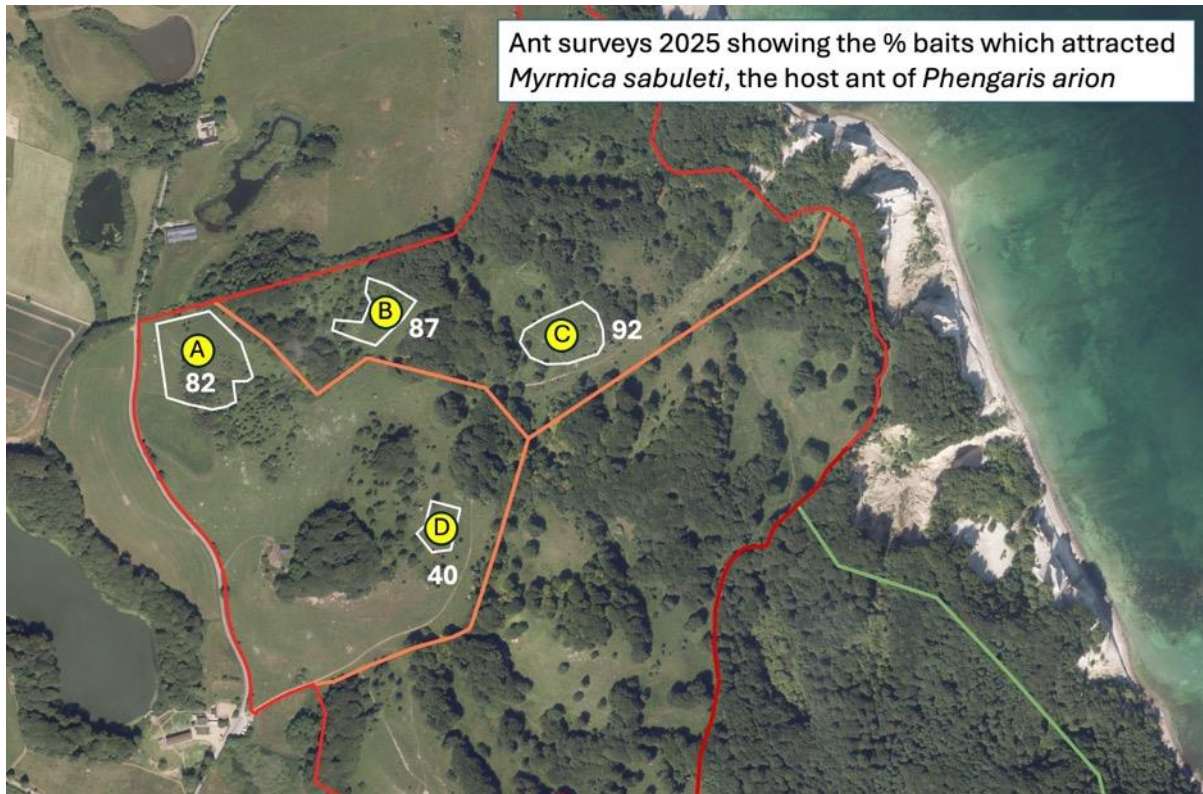 Ant surveys 2025 showing the % baits which attracted
Myrmica sabuleti, the host ant of Phengaris arion
A
82
B
87
C
92
D
40